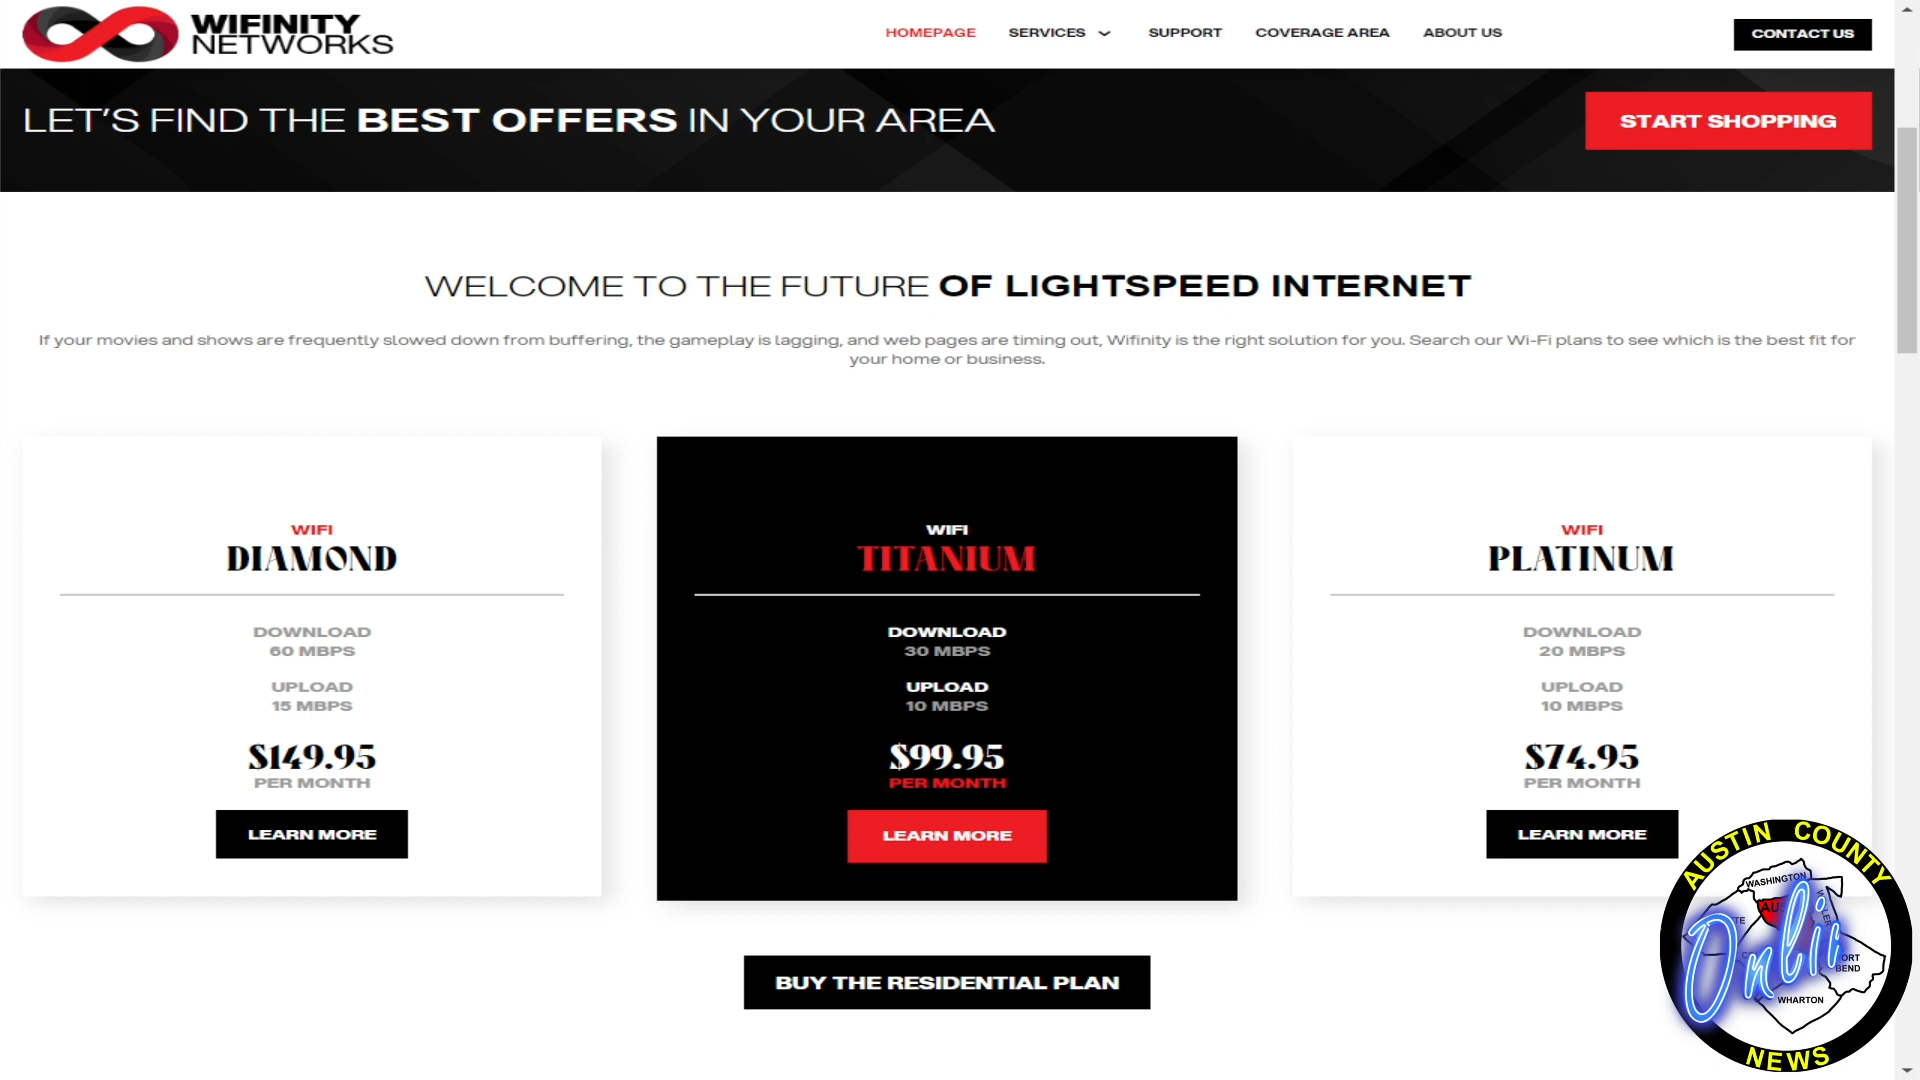 WIFINITY
NETWORKS
HOMEPAGE
SERVICES
SUPPORT
COVERAGE AREA
ABOUT US
CONTACT US
LET'S FIND THE BEST OFFERS IN YOUR AREA
START SHOPPING
WELCOME TO THE FUTURE OF LIGHTSPEED INTERNET
If your movies and shows are frequently slowed down from buffering, the gameplay is lagging, and web pages are timing out, Wifinity is the right solution for you. Search our Wi-Fi plans to see which is the best fit for
your home or business.
WIFI
DIAMOND
DOWNLOAD
60 MBPS
UPLOAD
15 MBPS
$149.95
PER MONTH
LEARN MORE
WIFI
TITANIUM
DOWNLOAD
30 MBPS
UPLOAD
10 MBPS
$99.95
PER MONTH
LEARN MORE
WIFI
PLATINUM
DOWNLOAD
20 MBPS
UPLOAD
10 MBPS
$74.95
PER MONTH
LEARN MORE
BUY THE RESIDENTIAL PLAN
AUSTIN COUNTY
WASHINGTON
BEND
WHARTON
NEWS